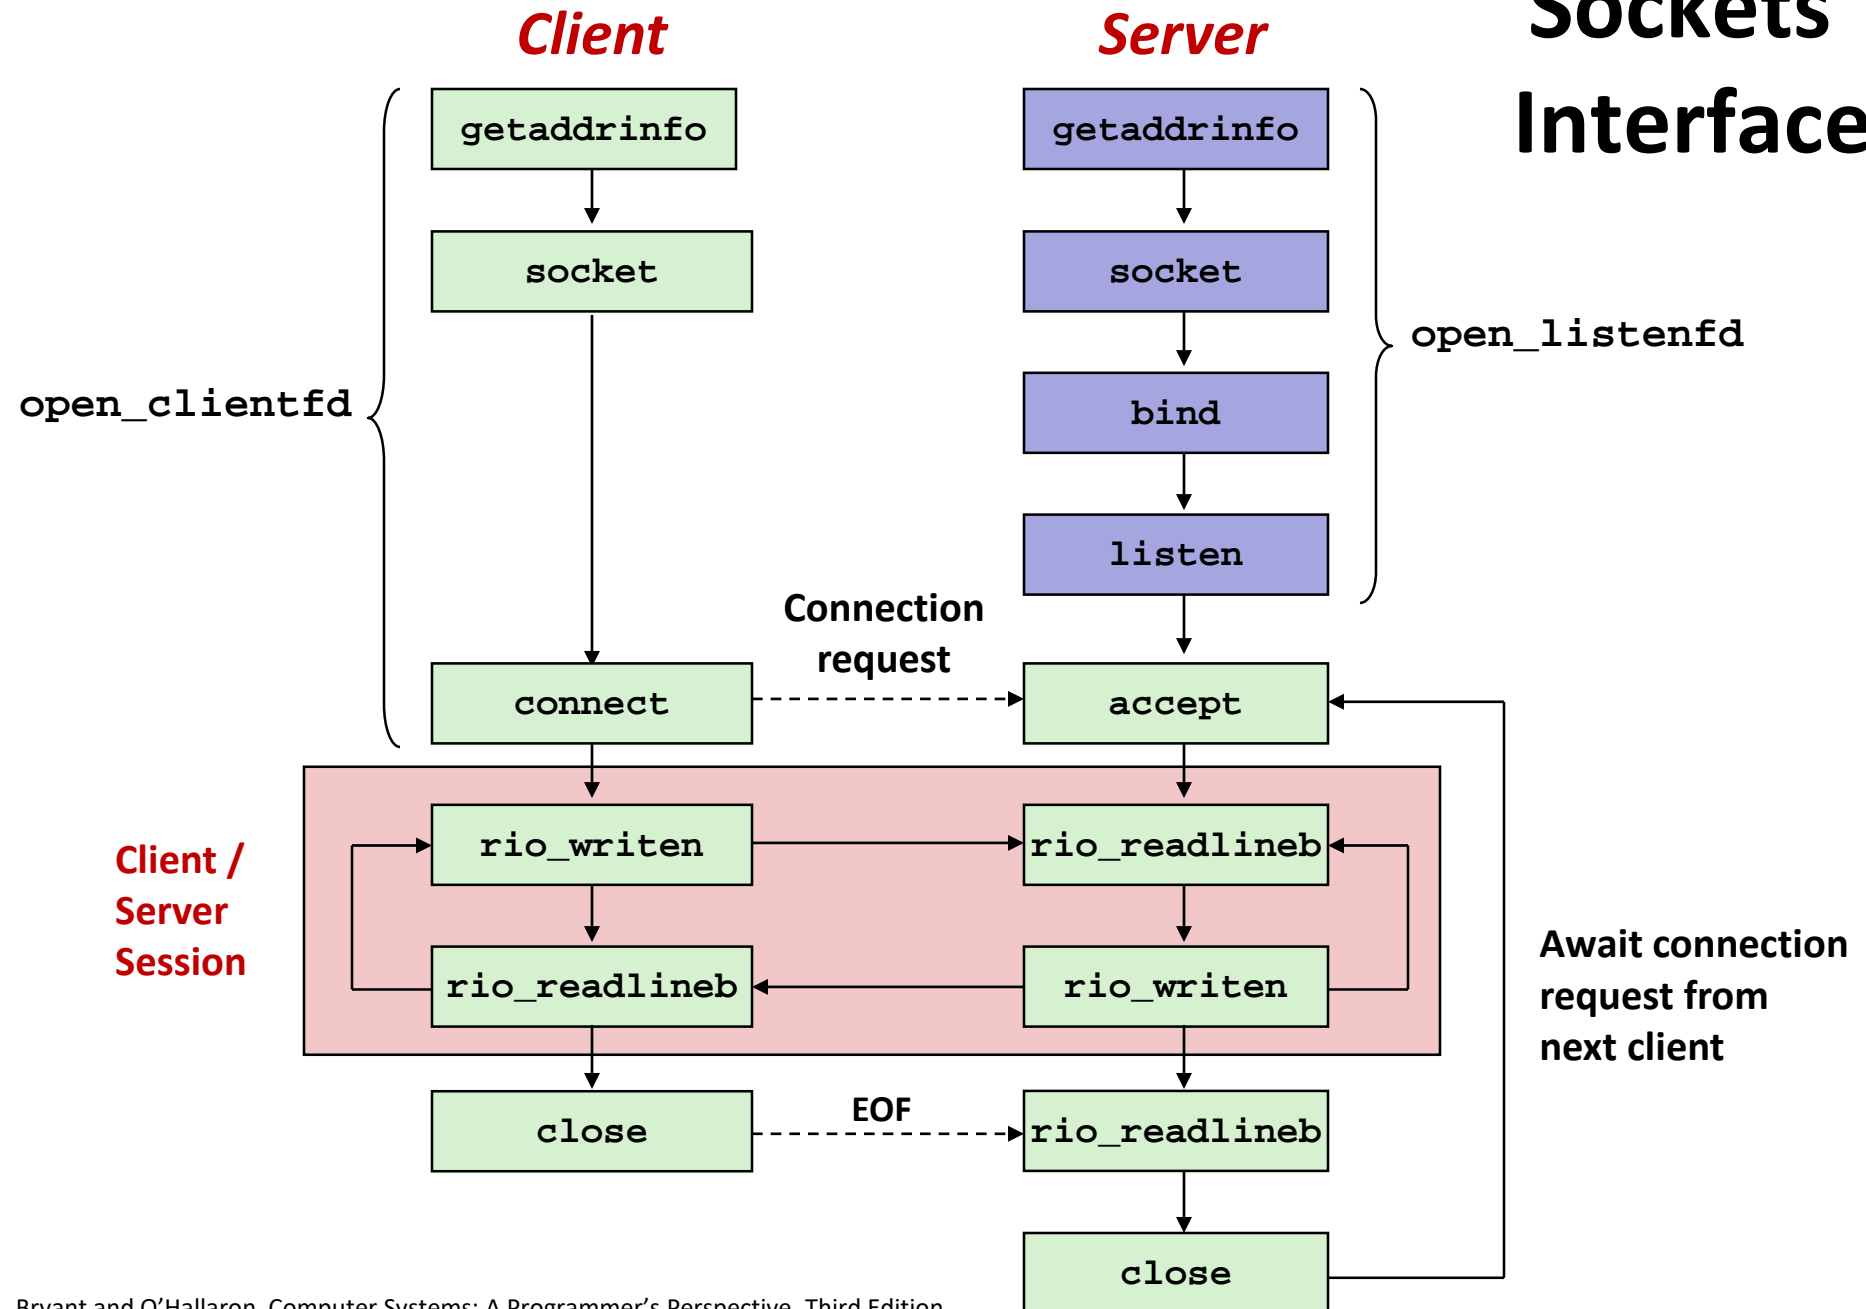 Sockets
Interface
Client
Server
getaddrinfo
getaddrinfo
socket
socket
open_listenfd
open_clientfd
bind
listen
Connection
request
connect
accept
Client /
Server
Session
rio_writen
rio_readlineb
rio_readlineb
rio_writen
Await connection
request from
next client
close
EOF
rio_readlineb
close
Bryant and O'Hallaron, Computer Systems: A Programmer's Perspective, Third Edition